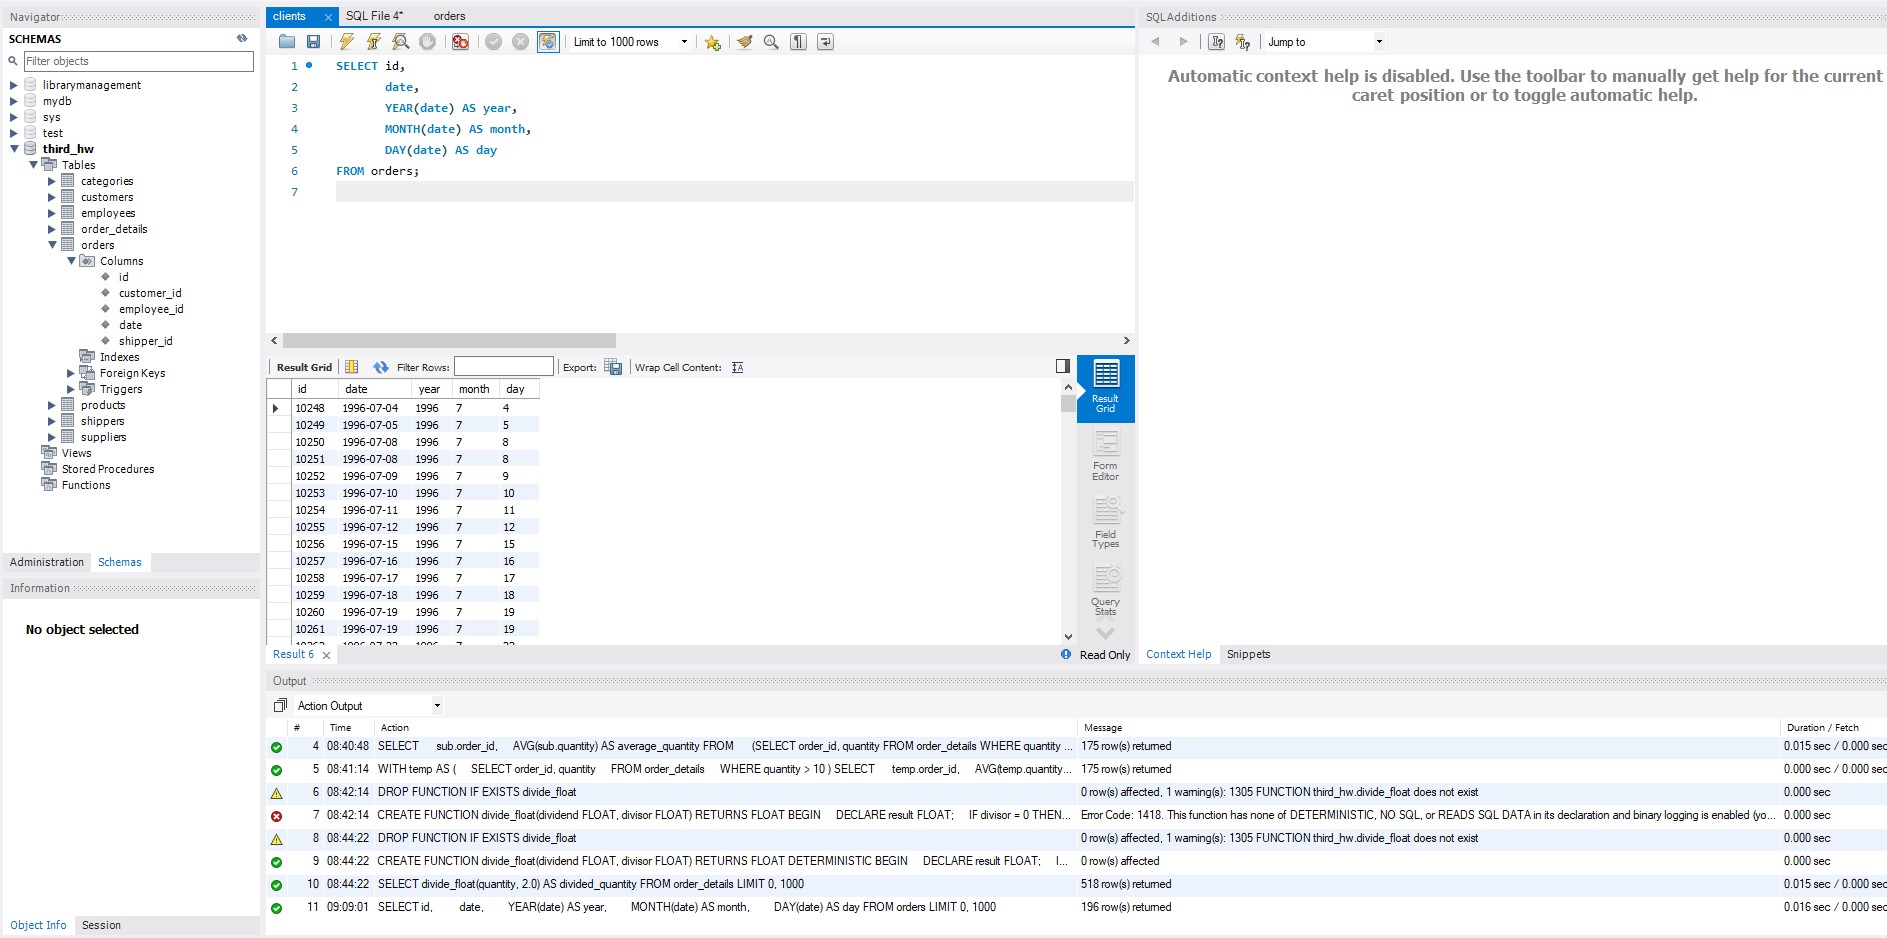 Navigator
SCHEMAS
Filter objects
librarymanagement
mydb
sys
test
third_hw
Tables
categories
customers
employees
order_details
orders
Columns
id
customer_id
employee_id
date
shipper_id
Indexes
Foreign Keys
Triggers
products
shippers
suppliers
Views
Stored Procedures
Functions
Administration Schemas
Information
No object selected
Object Info Session
clients SQL File 4* orders
Limit to 1000 rows
1 SELECT id,
2 date,
3 YEAR(date) AS year,
4 MONTH(date) AS month,
5 DAY(date) AS day
6 FROM orders;
7
Result Grid Filter Rows: Export: Wrap Cell Content:
id date year month day
10248 1996-07-04 1996 7 4
10249 1996-07-05 1996 7 5
10250 1996-07-08 1996 7 8
10251 1996-07-08 1996 7 8
10252 1996-07-09 1996 7 9
10253 1996-07-10 1996 7 10
10254 1996-07-11 1996 7 11
10255 1996-07-12 1996 7 12
10256 1996-07-15 1996 7 15
10257 1996-07-16 1996 7 16
10258 1996-07-17 1996 7 17
10259 1996-07-18 1996 7 18
10260 1996-07-19 1996 7 19
10261 1996-07-19 1996 7 19
Result
Grid
Form
Editor
Field
Types
Query
Stats
Result 6 Read Only
SQLAdditions
Jump to
Automatic context help is disabled. Use the toolbar to manually get help for the current
caret position or to toggle automatic help.
Context Help Snippets
Output
Action Output
# Time Action Message Duration / Fetch
4 08:40:48 SELECT sub.order_id, AVG(sub.quantity) AS average_quantity FROM (SELECT order_id, quantity FROM order_details WHERE quantity ... 175 row(s) returned 0.015 sec / 0.000 sec
5 08:41:14 WITH temp AS ( SELECT order_id, quantity FROM order_details WHERE quantity > 10 ) SELECT temp.order_id, AVG(temp.quantity... 175 row(s) returned 0.000 sec / 0.000 sec
6 08:42:14 DROP FUNCTION IF EXISTS divide_float 0 row(s) affected, 1 warning(s): 1305 FUNCTION third_hw.divide_float does not exist 0.000 sec
7 08:42:14 CREATE FUNCTION divide_float(dividend FLOAT, divisor FLOAT) RETURNS FLOAT BEGIN DECLARE result FLOAT; IF divisor = 0 THEN... Error Code: 1418. This function has none of DETERMINISTIC, NO SQL, or READS SQL DATA in its declaration and binary logging is enabled (yo... 0.000 sec
8 08:44:22 DROP FUNCTION IF EXISTS divide_float 0 row(s) affected, 1 warning(s): 1305 FUNCTION third_hw.divide_float does not exist 0.000 sec
9 08:44:22 CREATE FUNCTION divide_float(dividend FLOAT, divisor FLOAT) RETURNS FLOAT DETERMINISTIC BEGIN DECLARE result FLOAT; I... 0 row(s) affected 0.000 sec
10 08:44:22 SELECT divide_float(quantity, 2.0) AS divided_quantity FROM order_details LIMIT 0, 1000 518 row(s) returned 0.015 sec / 0.000 sec
11 09:09:01 SELECT id, date, YEAR(date) AS year, MONTH(date) AS month, DAY(date) AS day FROM orders LIMIT 0, 1000 196 row(s) returned 0.016 sec / 0.000 sec